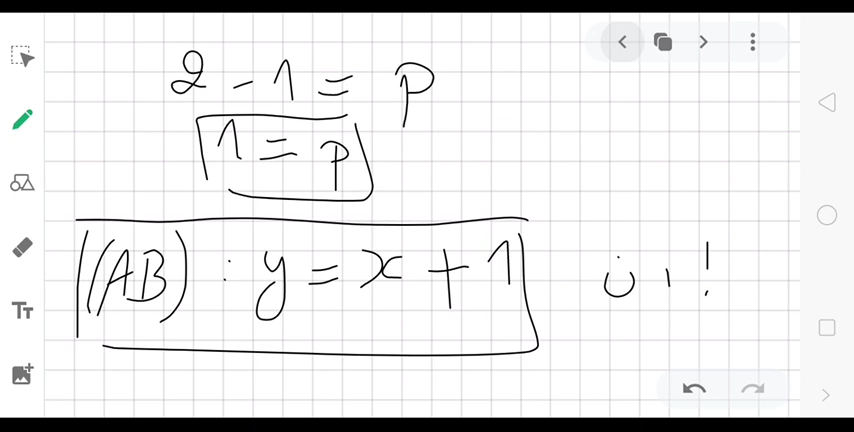 2 - 1 = p
1 = p
(AB) : y = x + 1